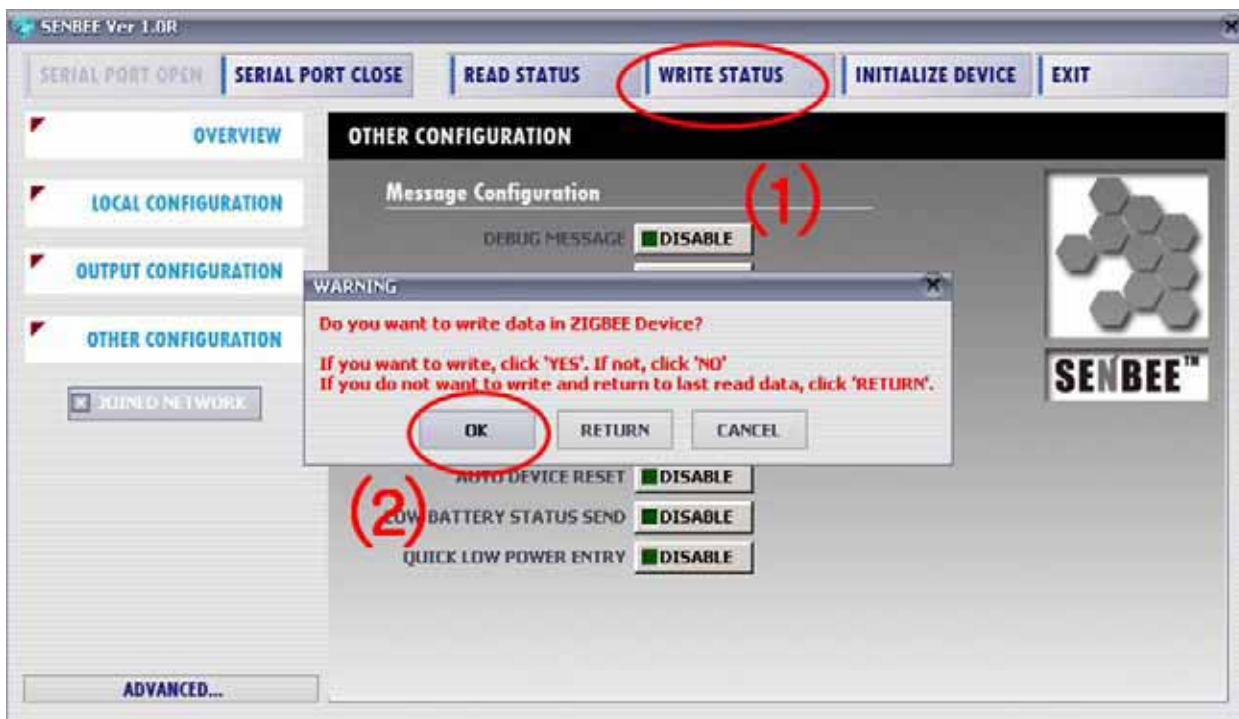 SENBEE Ver 1.0R
SERIAL PORT OPEN
SERIAL PORT CLOSE
READ STATUS
WRITE STATUS
INITIALIZE DEVICE
EXIT
OVERVIEW
LOCAL CONFIGURATION
OUTPUT CONFIGURATION
OTHER CONFIGURATION
JOINED NETWORK
ADVANCED...
OTHER CONFIGURATION
Message Configuration
(1)
DEBUG MESSAGE DISABLE
WARNING
Do you want to write data in ZIGBEE Device?
If you want to write, click 'YES'. If not, click 'NO'
If you do not want to write and return to last read data, click 'RETURN'.
OK
RETURN
CANCEL
(2)
AUTO DEVICE RESET DISABLE
LOW BATTERY STATUS SEND DISABLE
QUICK LOW POWER ENTRY DISABLE
SENBEE™